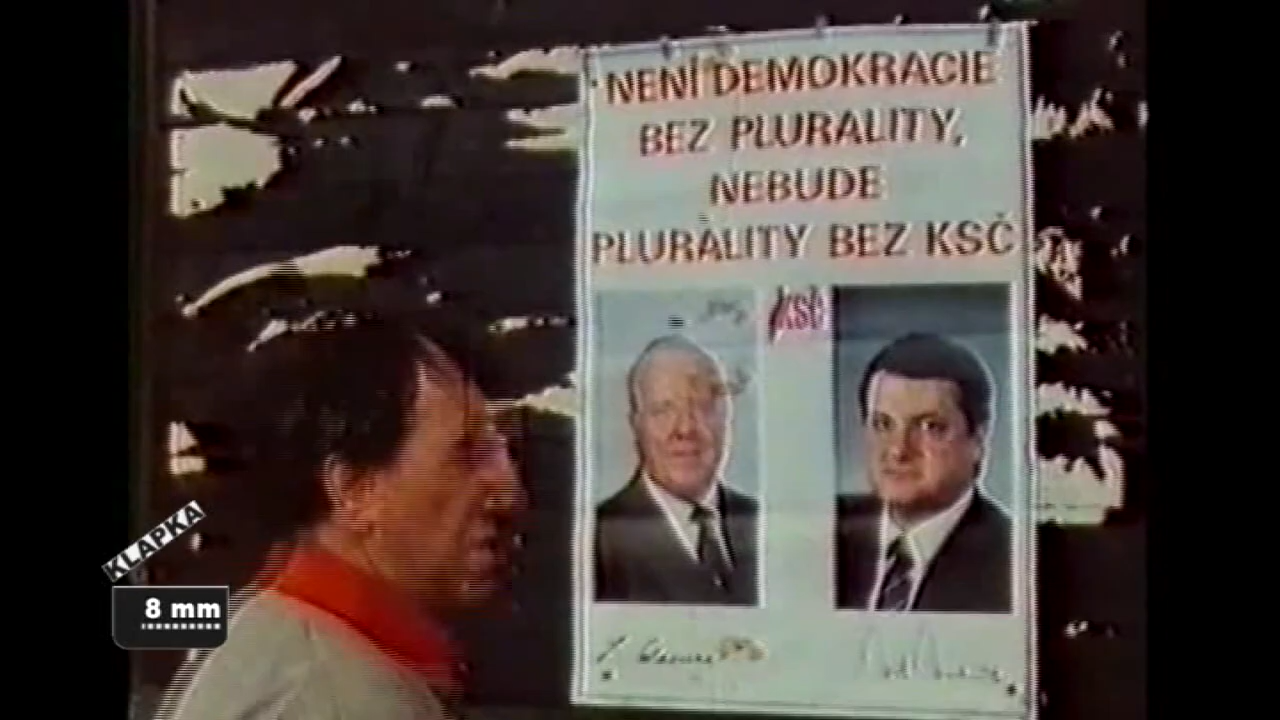 NENÍ DEMOKRACIE
BEZ PLURALITY,
NEBUDE
PLURALITY BEZ KSČ
KSČ
KLAPKA
8 mm